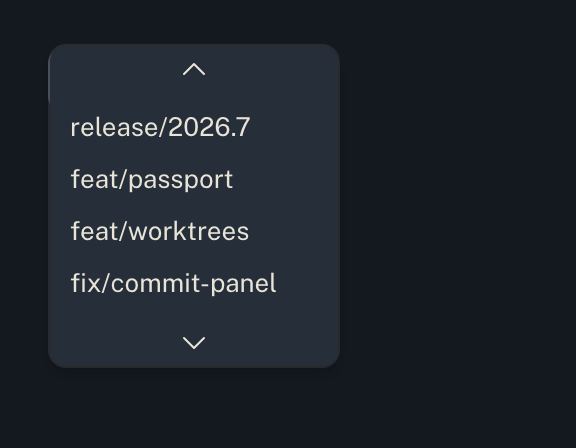 release/2026.7
feat/passport
feat/worktrees
fix/commit-panel